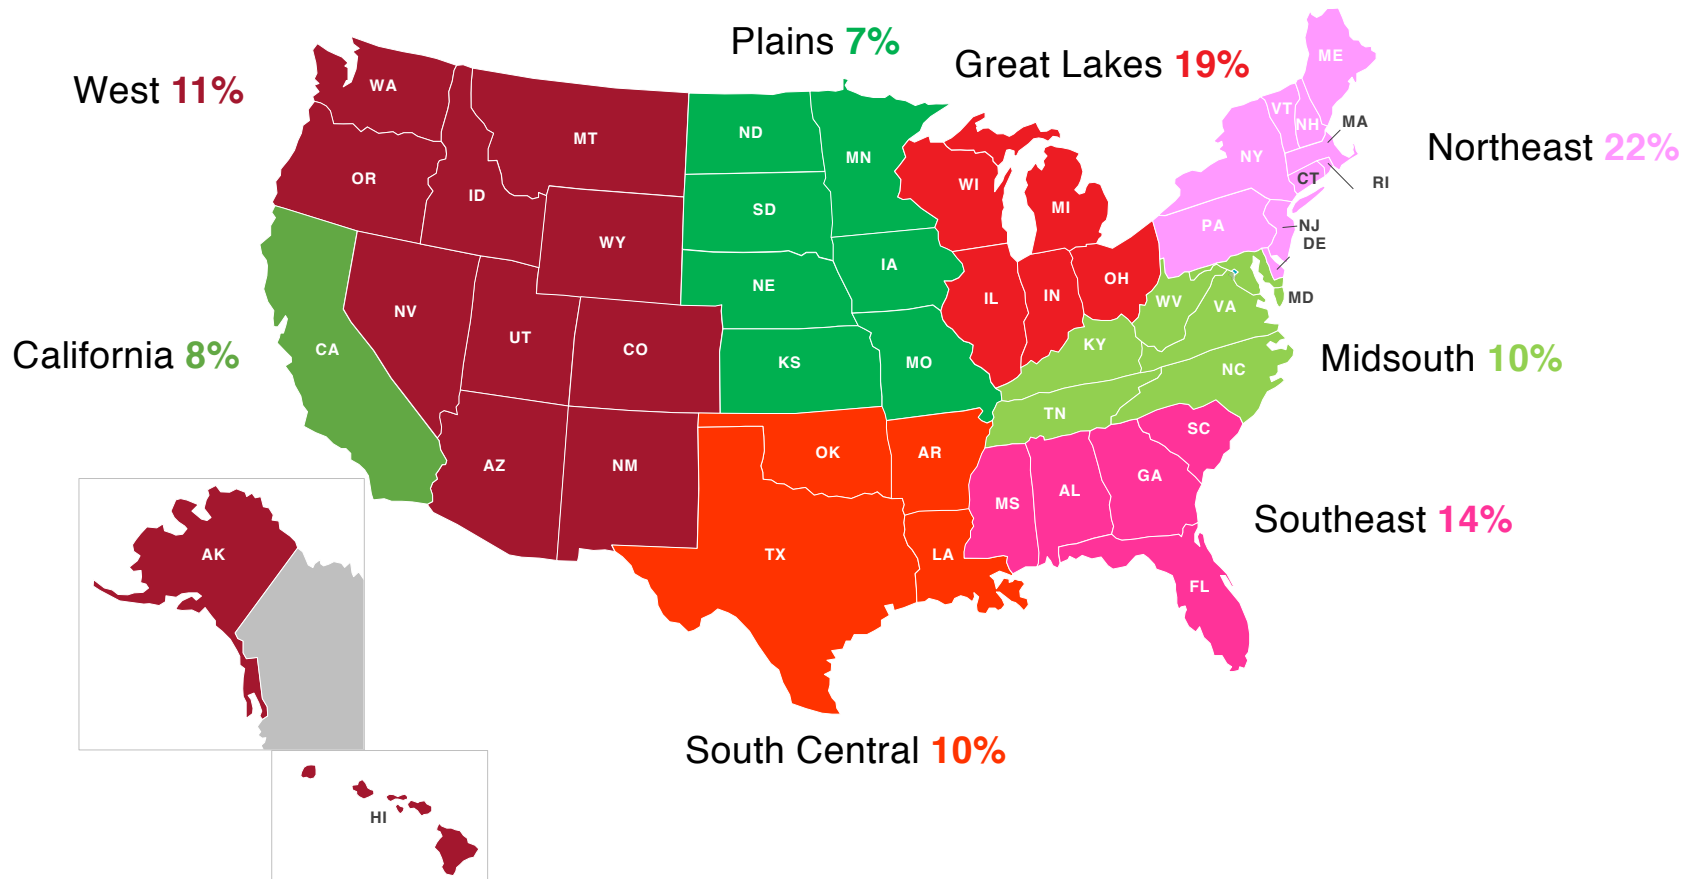 Plains 7%
Great Lakes 19%
West 11%
Northeast 22%
California 8%
Midsouth 10%
Southeast 14%
South Central 10%
WA
OR
ID
MT
WY
NV
UT
CO
AZ
NM
CA
AK
HI
ND
SD
NE
KS
MN
IA
MO
WI
MI
IL
IN
OH
OK
AR
TX
LA
KY
TN
WV
VA
NC
MD
MS
AL
GA
SC
FL
ME
VT
NH
MA
NY
CT
RI
PA
NJ
DE